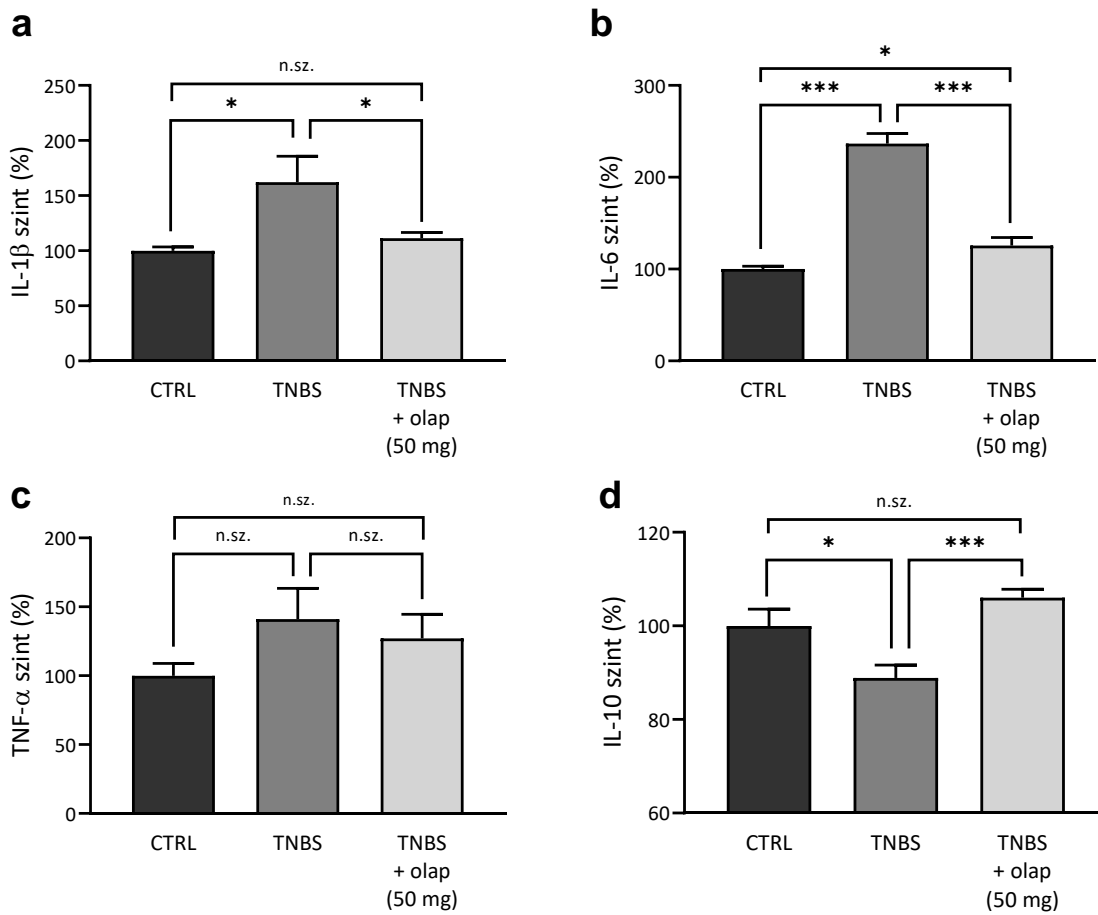 a
n.sz.
* *
IL-1β szint (%)
250
200
150
100
50
0
CTRL TNBS TNBS
+ olap
(50 mg)
b
*
*** ***
IL-6 szint (%)
300
200
100
0
CTRL TNBS TNBS
+ olap
(50 mg)
c
n.sz.
n.sz. n.sz.
TNF-α szint (%)
200
150
100
50
0
CTRL TNBS TNBS
+ olap
(50 mg)
d
n.sz.
* ***
IL-10 szint (%)
120
100
80
60
CTRL TNBS TNBS
+ olap
(50 mg)